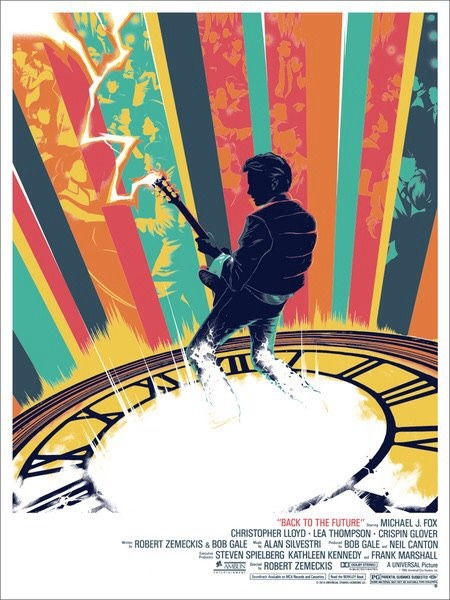 "BACK TO THE FUTURE" Starring MICHAEL J. FOX
CHRISTOPHER LLOYD · LEA THOMPSON · CRISPIN GLOVER
Written by ROBERT ZEMECKIS & BOB GALE Music by ALAN SILVESTRI Produced by BOB GALE and NEIL CANTON
Executive Producers STEVEN SPIELBERG KATHLEEN KENNEDY and FRANK MARSHALL
AMBLIN ENTERTAINMENT Directed by ROBERT ZEMECKIS DOLBY STEREO A UNIVERSAL Picture
Soundtrack Available on MCA Records and Cassettes Read the BERKLEY Book PG PARENTAL GUIDANCE SUGGESTED